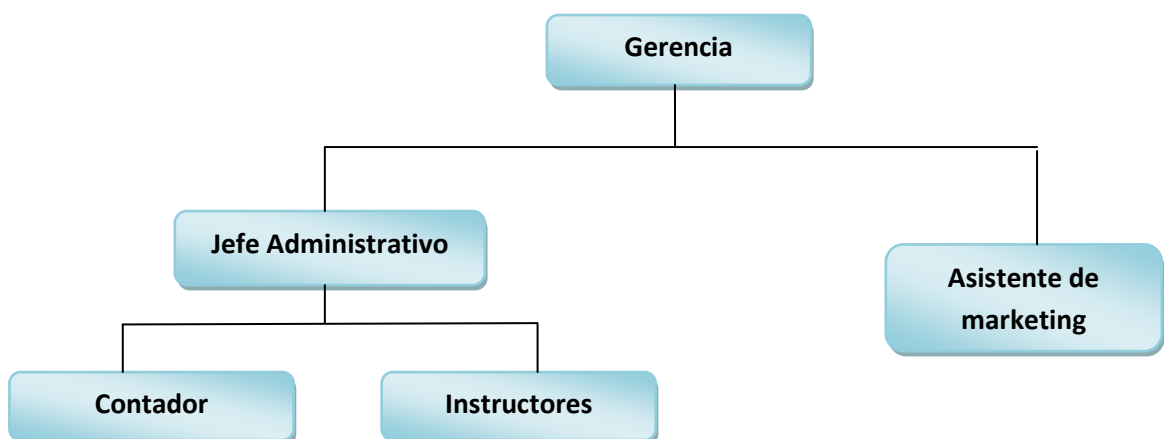 Gerencia
Jefe Administrativo
Asistente de
marketing
Contador
Instructores